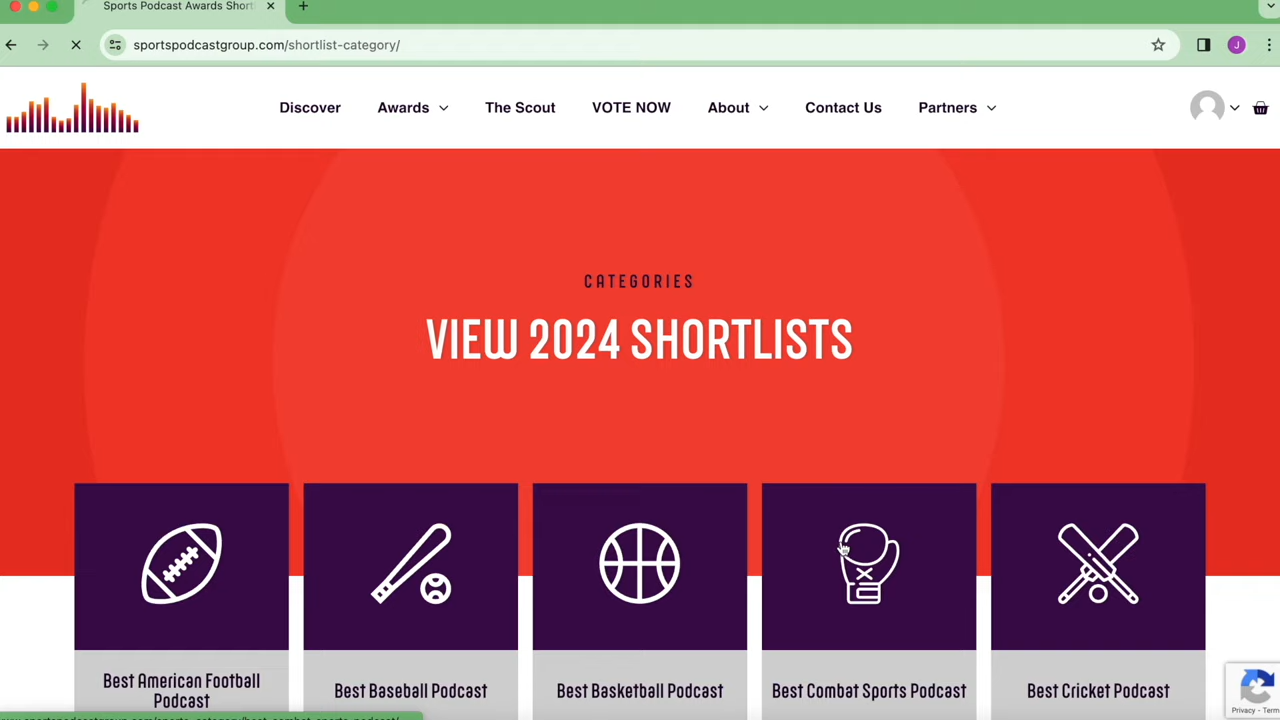 Sports Podcast Awards Short
sportspodcastgroup.com/shortlist-category/
J
Discover Awards The Scout VOTE NOW About Contact Us Partners
CATEGORIES
VIEW 2024 SHORTLISTS
Best American Football
Podcast
Best Baseball Podcast
Best Basketball Podcast
Best Combat Sports Podcast
Best Cricket Podcast
Privacy - Term